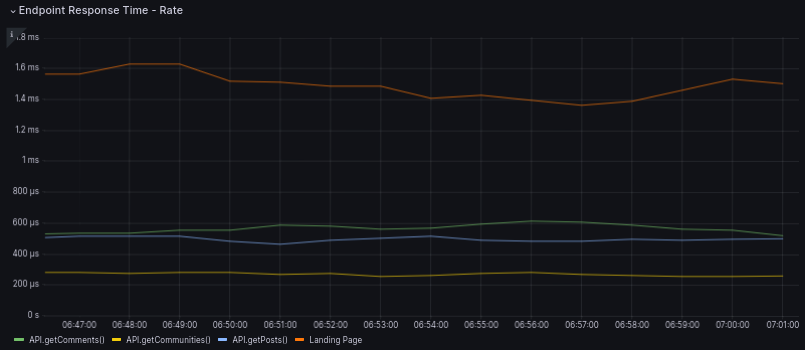 Endpoint Response Time - Rate
i
1.8 ms
1.6 ms
1.4 ms
1.2 ms
1 ms
800 µs
600 µs
400 µs
200 µs
0 s
06:47:00 06:48:00 06:49:00 06:50:00 06:51:00 06:52:00 06:53:00 06:54:00 06:55:00 06:56:00 06:57:00 06:58:00 06:59:00 07:00:00 07:01:00
API.getComments() API.getCommunities() API.getPosts() Landing Page